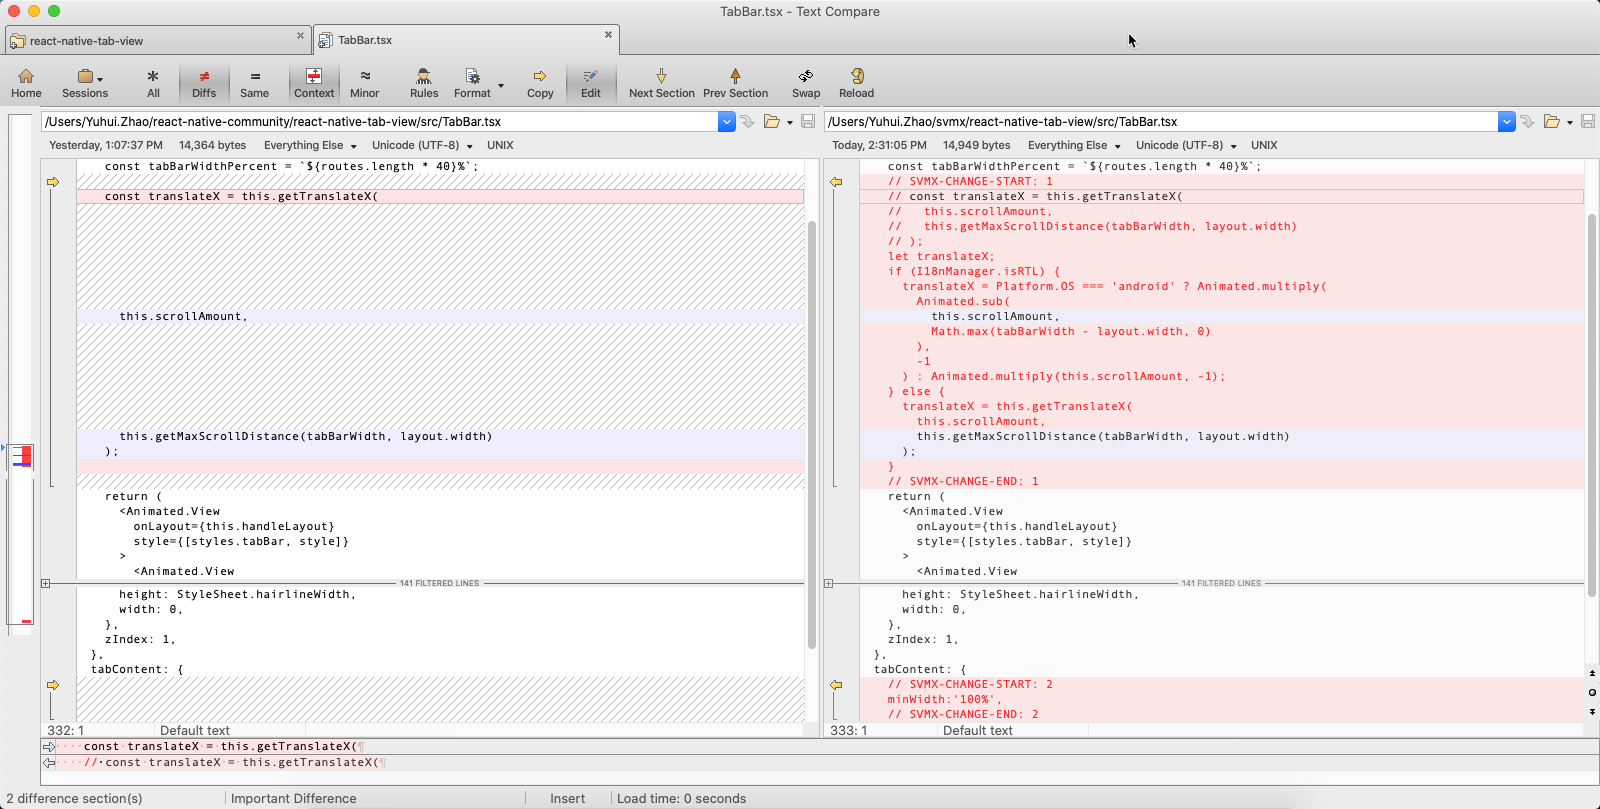 TabBar.tsx - Text Compare
react-native-tab-view
TabBar.tsx
Home
Sessions
All
Diffs
Same
Context
Minor
Rules
Format
Copy
Edit
Next Section
Prev Section
Swap
Reload
/Users/Yuhui.Zhao/react-native-community/react-native-tab-view/src/TabBar.tsx
Yesterday, 1:07:37 PM 14,364 bytes Everything Else Unicode (UTF-8) UNIX
const tabBarWidthPercent = `${routes.length * 40}%`;
const translateX = this.getTranslateX(
this.scrollAmount,
this.getMaxScrollDistance(tabBarWidth, layout.width)
);
return (
<Animated.View
onLayout={this.handleLayout}
style={[styles.tabBar, style]}
>
<Animated.View
141 FILTERED LINES
height: StyleSheet.hairlineWidth,
width: 0,
},
zIndex: 1,
},
tabContent: {
332: 1 Default text
/Users/Yuhui.Zhao/svmx/react-native-tab-view/src/TabBar.tsx
Today, 2:31:05 PM 14,949 bytes Everything Else Unicode (UTF-8) UNIX
const tabBarWidthPercent = `${routes.length * 40}%`;
// SVMX-CHANGE-START: 1
// const translateX = this.getTranslateX(
//   this.scrollAmount,
//   this.getMaxScrollDistance(tabBarWidth, layout.width)
// );
let translateX;
if (I18nManager.isRTL) {
translateX = Platform.OS === 'android' ? Animated.multiply(
Animated.sub(
this.scrollAmount,
Math.max(tabBarWidth - layout.width, 0)
),
-1
) : Animated.multiply(this.scrollAmount, -1);
} else {
translateX = this.getTranslateX(
this.scrollAmount,
this.getMaxScrollDistance(tabBarWidth, layout.width)
);
}
// SVMX-CHANGE-END: 1
return (
<Animated.View
onLayout={this.handleLayout}
style={[styles.tabBar, style]}
>
<Animated.View
141 FILTERED LINES
height: StyleSheet.hairlineWidth,
width: 0,
},
zIndex: 1,
},
tabContent: {
// SVMX-CHANGE-START: 2
minWidth:'100%',
// SVMX-CHANGE-END: 2
333: 1 Default text
····const·translateX·=·this.getTranslateX(¶
····//·const·translateX·=·this.getTranslateX(¶
2 difference section(s) Important Difference Insert Load time: 0 seconds